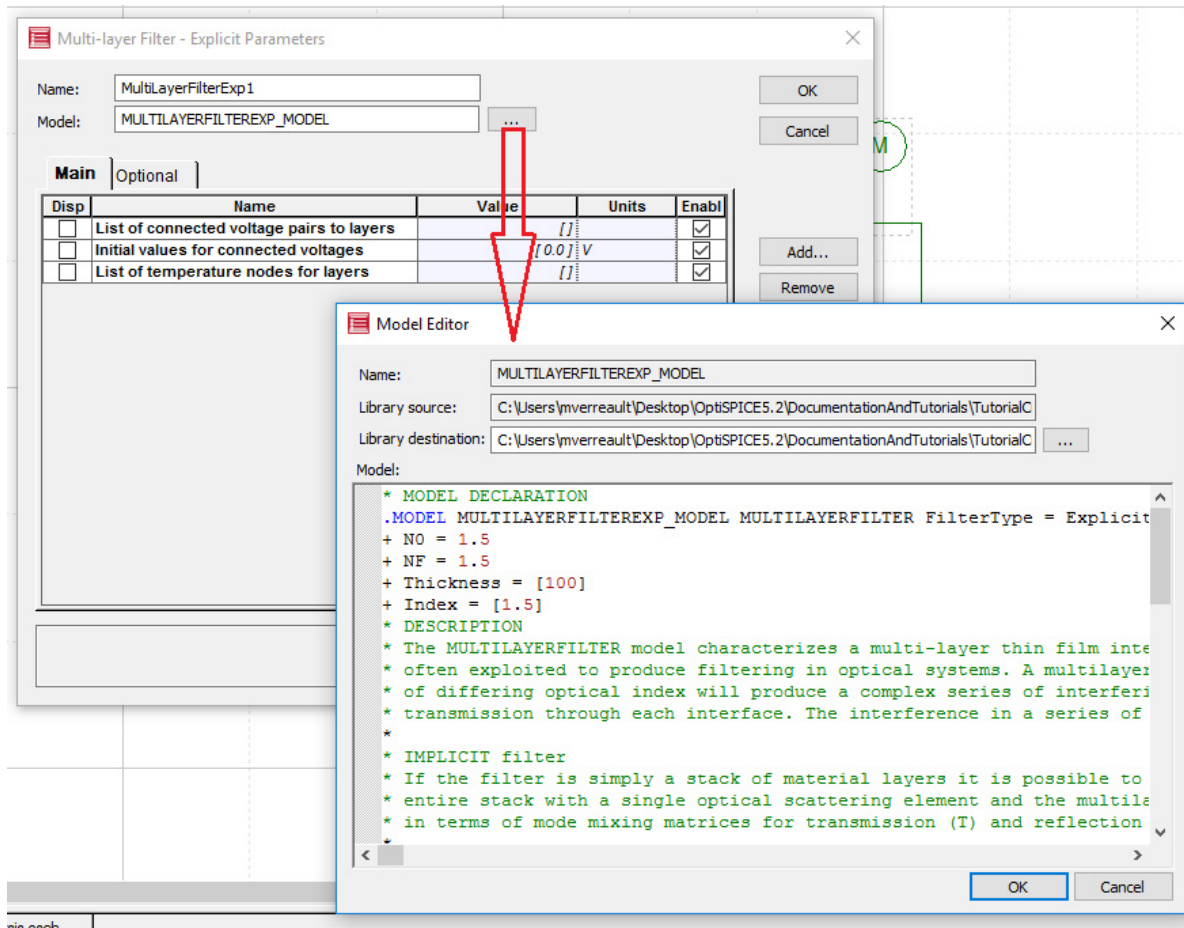 Multi-layer Filter - Explicit Parameters
Name: MultiLayerFilterExp1
OK
Model: MULTILAYERFILTEREXP_MODEL ...
Cancel
M
Main Optional
Disp Name Value Units Enabl
List of connected voltage pairs to layers []
Initial values for connected voltages [0.0] V
List of temperature nodes for layers []
Add...
Remove
Model Editor
Name: MULTILAYERFILTEREXP_MODEL
Library source: C:\Users\mverreault\Desktop\OptiSPICE5.2\DocumentationAndTutorials\TutorialC
Library destination: C:\Users\mverreault\Desktop\OptiSPICE5.2\DocumentationAndTutorials\TutorialC ...
Model:
* MODEL DECLARATION
.MODEL MULTILAYERFILTEREXP_MODEL MULTILAYERFILTER FilterType = Explicit
+ N0 = 1.5
+ NF = 1.5
+ Thickness = [100]
+ Index = [1.5]
* DESCRIPTION
* The MULTILAYERFILTER model characterizes a multi-layer thin film inte
* often exploited to produce filtering in optical systems. A multilayer
* of differing optical index will produce a complex series of interferi
* transmission through each interface. The interference in a series of
*
* IMPLICIT filter
* If the filter is simply a stack of material layers it is possible to
* entire stack with a single optical scattering element and the multila
* in terms of mode mixing matrices for transmission (T) and reflection
*
OK Cancel